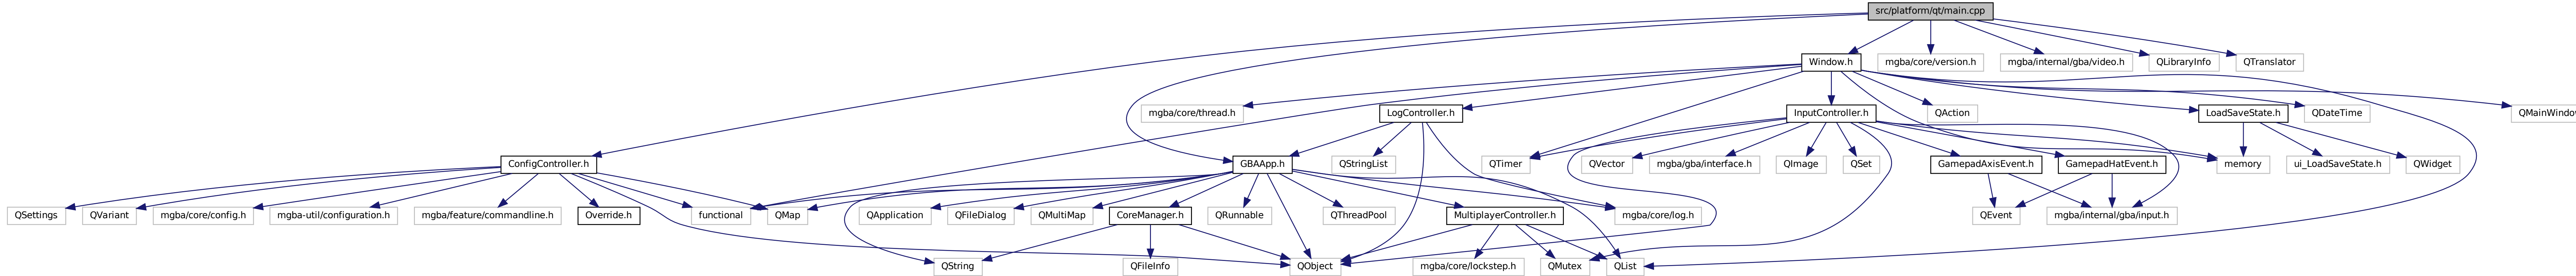 src/platform/qt/main.cpp
Window.h
mgba/core/version.h
mgba/internal/gba/video.h
QLibraryInfo
QTranslator
mgba/core/thread.h
LogController.h
InputController.h
QAction
LoadSaveState.h
QDateTime
QMainWindow
ConfigController.h
GBAApp.h
QStringList
QTimer
QVector
mgba/gba/interface.h
QImage
QSet
GamepadAxisEvent.h
GamepadHatEvent.h
memory
ui_LoadSaveState.h
QWidget
QSettings
QVariant
mgba/core/config.h
mgba-util/configuration.h
mgba/feature/commandline.h
Override.h
functional
QMap
QApplication
QFileDialog
QMultiMap
CoreManager.h
QRunnable
QThreadPool
MultiplayerController.h
mgba/core/log.h
QEvent
mgba/internal/gba/input.h
QString
QFileInfo
QObject
mgba/core/lockstep.h
QMutex
QList